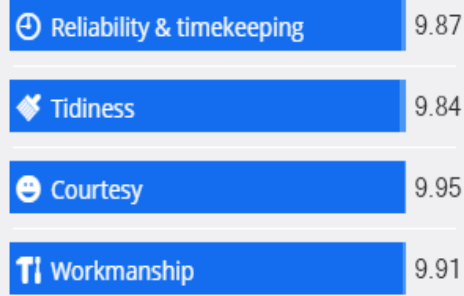 Reliability & timekeeping 9.87
Tidiness 9.84
Courtesy 9.95
Workmanship 9.91